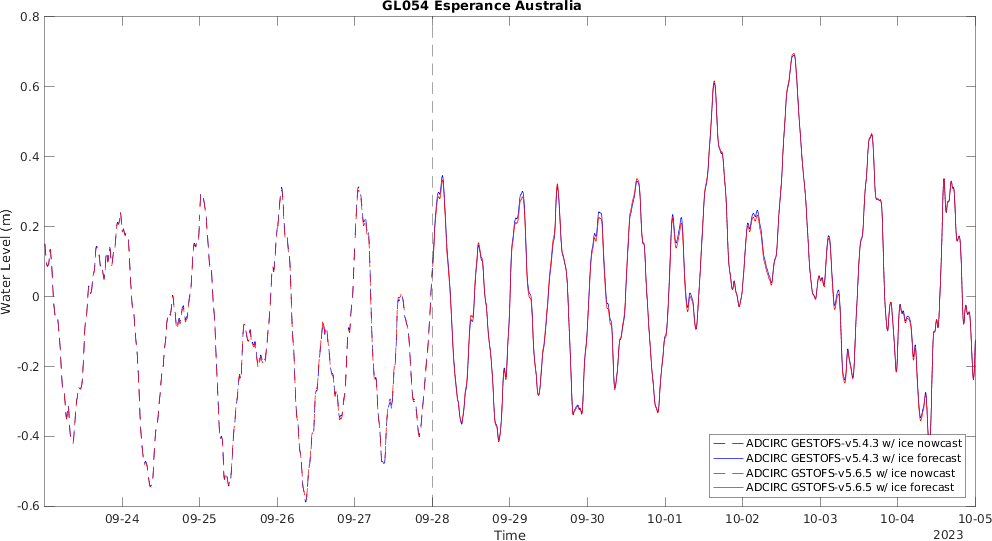 GL054 Esperance Australia
Water Level (m)
0.8
0.6
0.4
0.2
0
-0.2
-0.4
-0.6
ADCIRC GESTOFS-v5.4.3 w/ ice nowcast
ADCIRC GESTOFS-v5.4.3 w/ ice forecast
ADCIRC GSTOFS-v5.6.5 w/ ice nowcast
ADCIRC GSTOFS-v5.6.5 w/ ice forecast
09-24 09-25 09-26 09-27 09-28 09-29 09-30 10-01 10-02 10-03 10-04 10-05
Time
2023